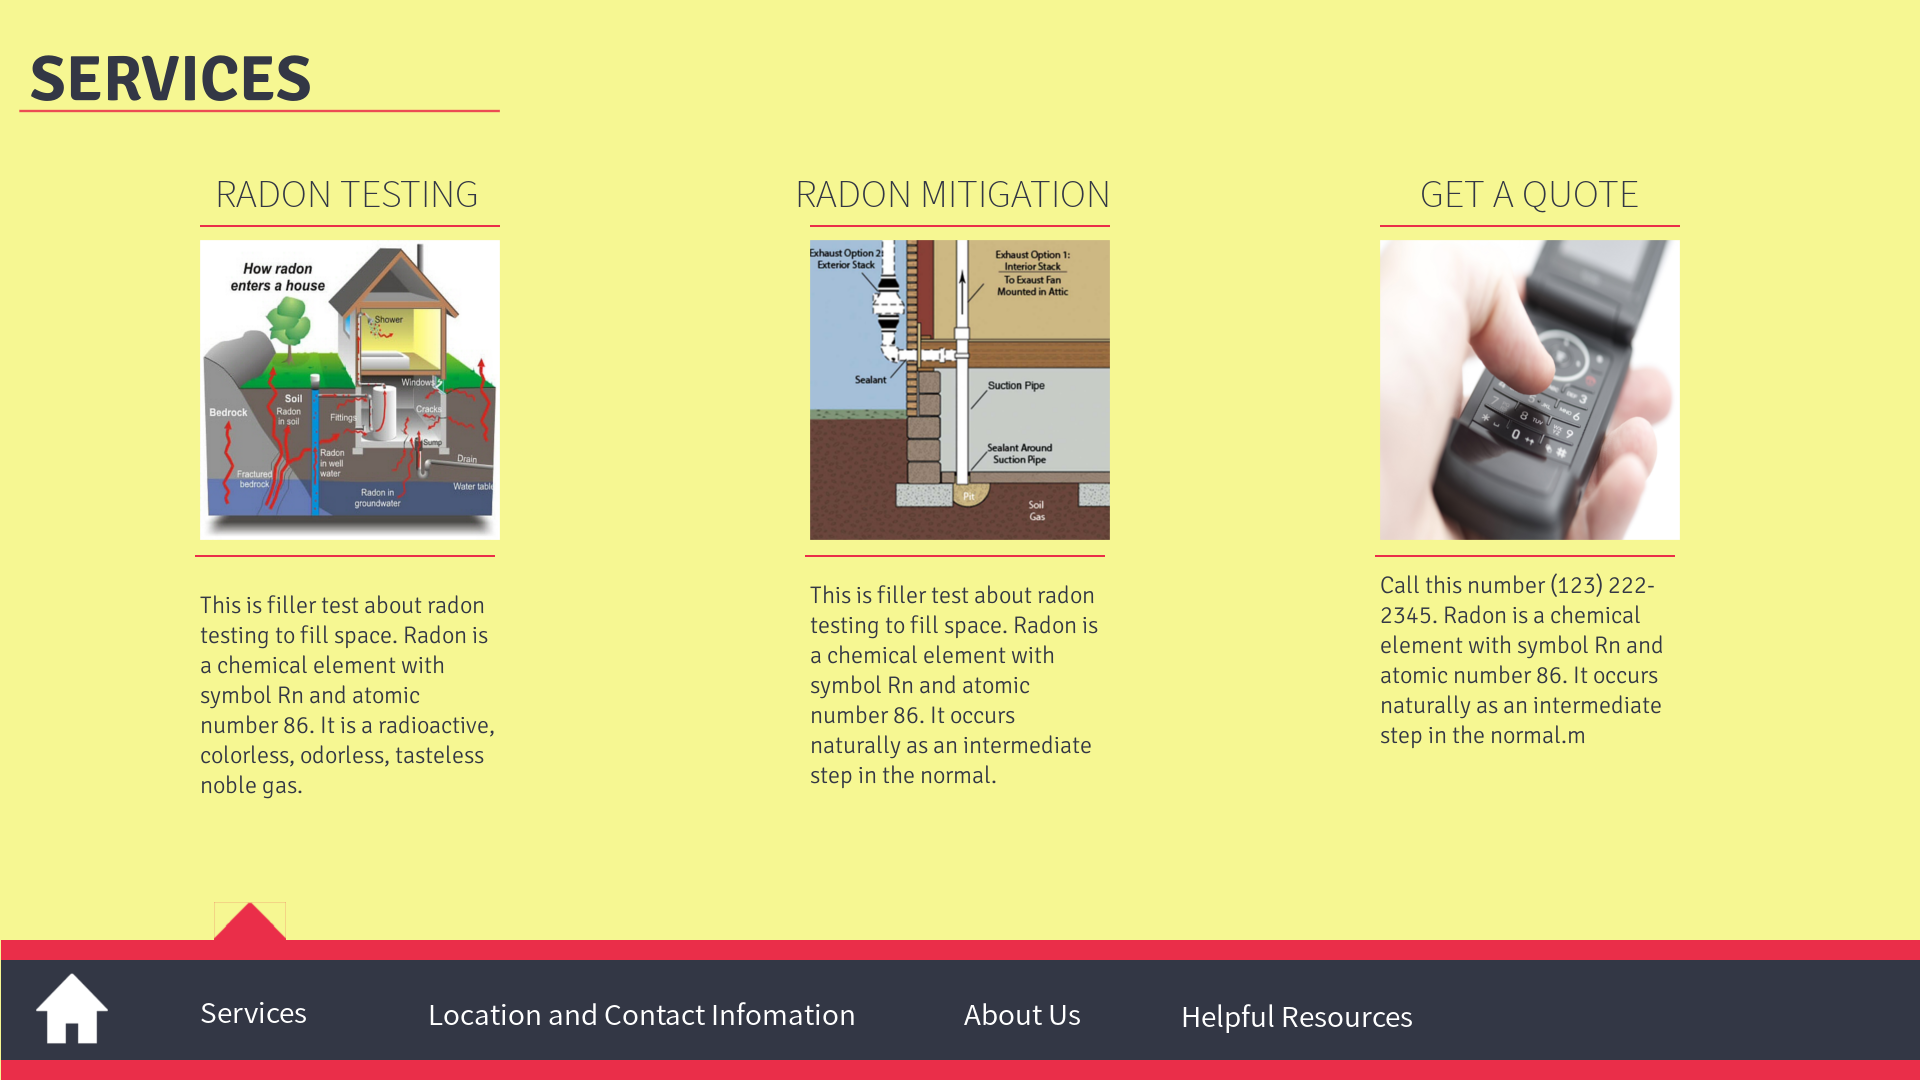 SERVICES
RADON TESTING
How radon
enters a house
Shower
Windows
Soil
Bedrock
Radon
in soil
Fittings
Cracks
Sump
Radon
in well
water
Drain
Fractured
bedrock
Water table
Radon in
groundwater
This is filler test about radon
testing to fill space. Radon is
a chemical element with
symbol Rn and atomic
number 86. It is a radioactive,
colorless, odorless, tasteless
noble gas.
RADON MITIGATION
Exhaust Option 2:
Exterior Stack
Exhaust Option 1:
Interior Stack
To Exaust Fan
Mounted in Attic
Sealant
Suction Pipe
Sealant Around
Suction Pipe
Pit
Soil
Gas
This is filler test about radon
testing to fill space. Radon is
a chemical element with
symbol Rn and atomic
number 86. It occurs
naturally as an intermediate
step in the normal.
GET A QUOTE
3
6
7
8
9
*
0
#
Call this number (123) 222-
2345. Radon is a chemical
element with symbol Rn and
atomic number 86. It occurs
naturally as an intermediate
step in the normal.m
Services
Location and Contact Infomation
About Us
Helpful Resources